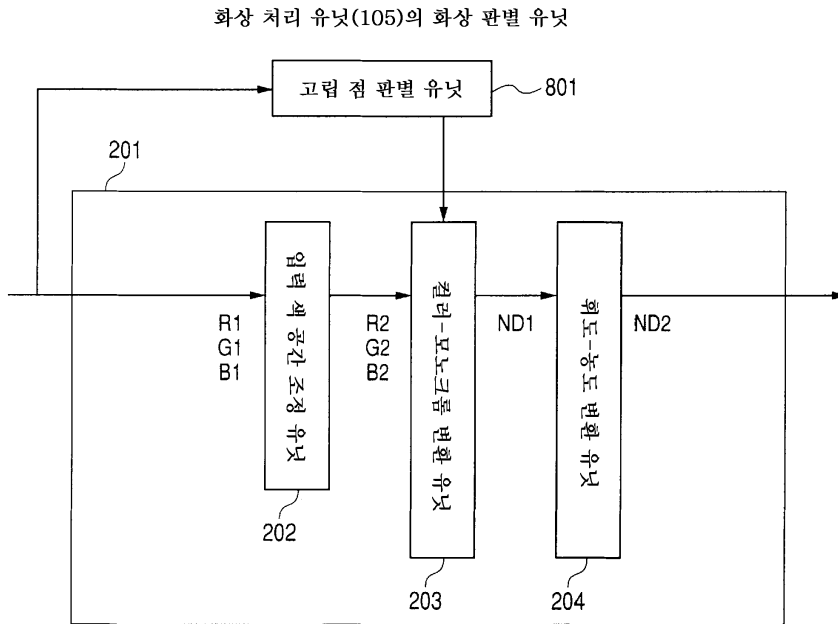 화상 처리 유닛(105)의 화상 판별 유닛
고립 점 판별 유닛
801
201
R1
G1
B1
입력 색 공간 조정 유닛
202
R2
G2
B2
컬러-모노크롬 변환 유닛
203
ND1
휘도-농도 변환 유닛
204
ND2